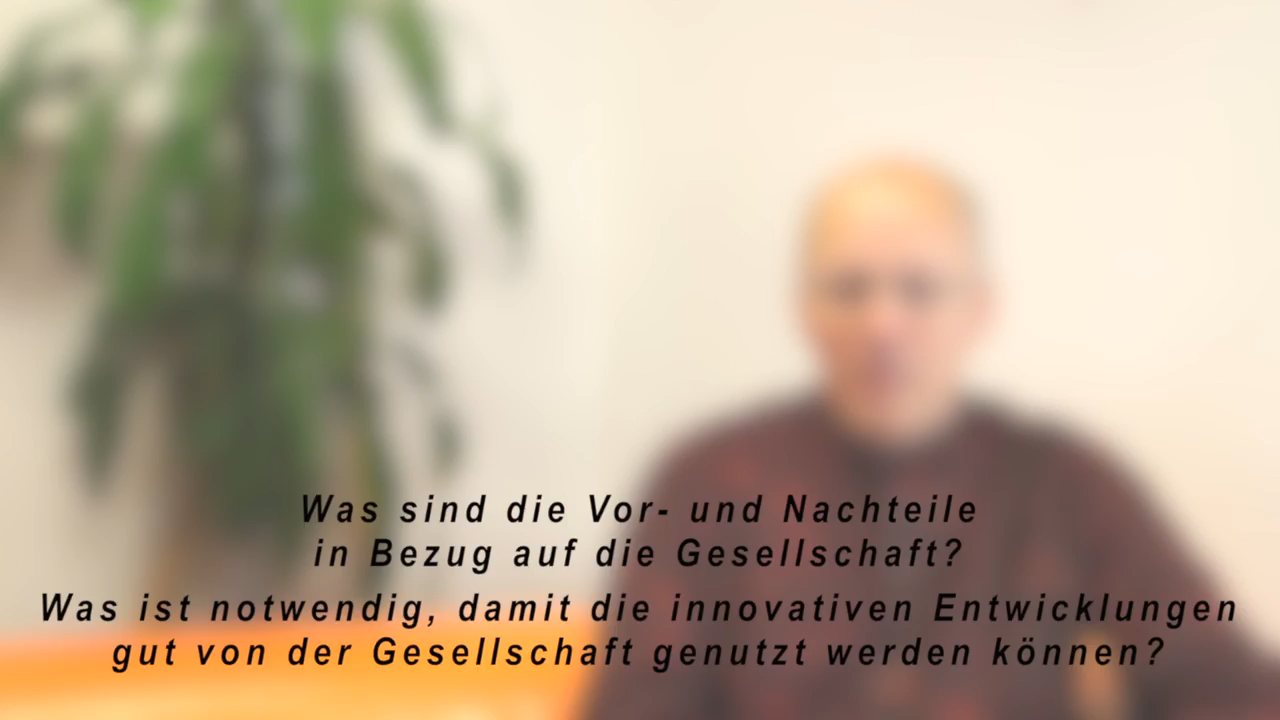 Was sind die Vor- und Nachteile
in Bezug auf die Gesellschaft?
Was ist notwendig, damit die innovativen Entwicklungen
gut von der Gesellschaft genutzt werden können?